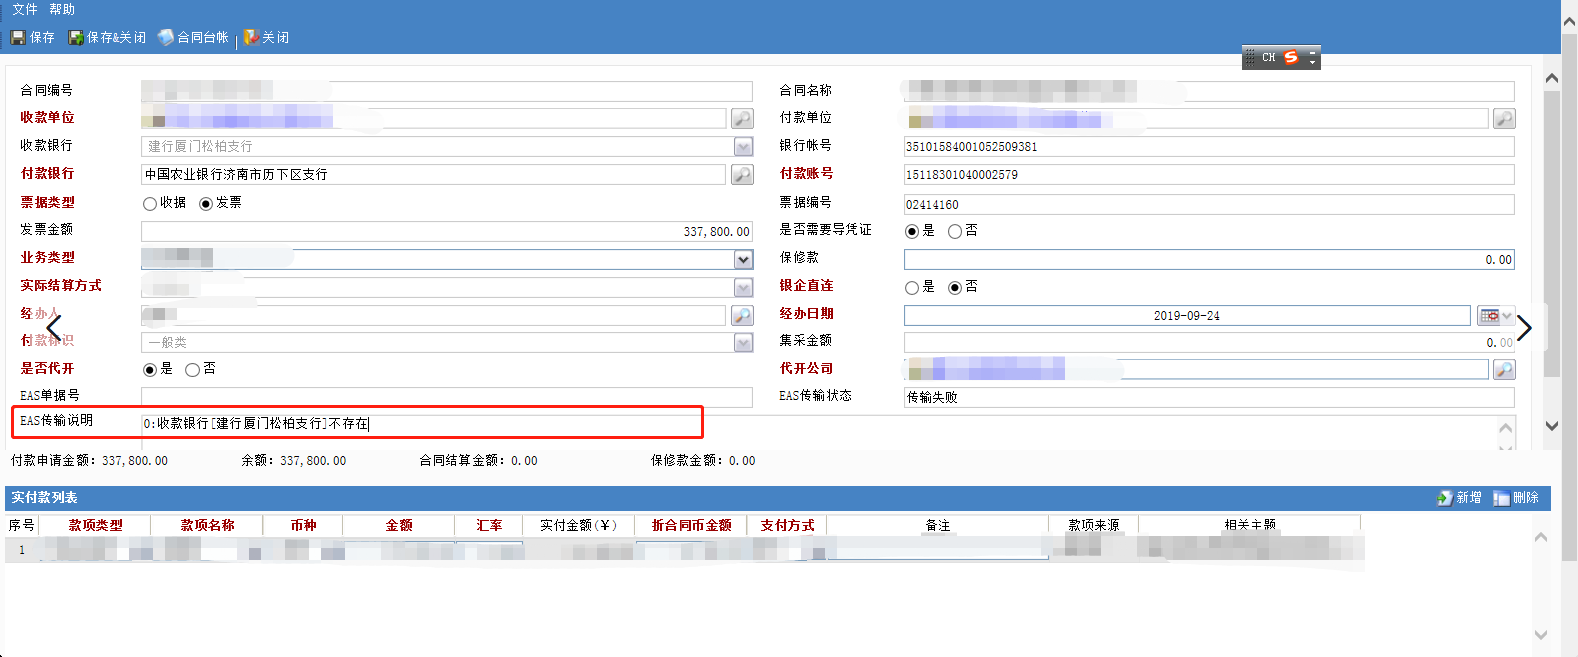 文件 帮助
保存 保存&关闭 合同台帐 关闭
CH
合同编号 合同名称
收款单位 付款单位
收款银行 建行厦门松柏支行 银行帐号 35101584001052509381
付款银行 中国农业银行济南市历下区支行 付款账号 15118301040002579
票据类型 收据 发票 票据编号 02414160
发票金额 337,800.00 是否需要导凭证 是 否
业务类型 保修款 0.00
实际结算方式 银企直连 是 否
经办人 经办日期 2019-09-24
付款标识 一般类 集采金额 0.00
是否代开 是 否 代开公司
EAS单据号 EAS传输状态 传输失败
EAS传输说明 0:收款银行[建行厦门松柏支行]不存在
付款申请金额: 337,800.00 余额: 337,800.00 合同结算金额: 0.00 保修款金额: 0.00
实付款列表 新增 删除
序号 款项类型 款项名称 币种 金额 汇率 实付金额(¥) 折合同币金额 支付方式 备注 款项来源 相关主题
1